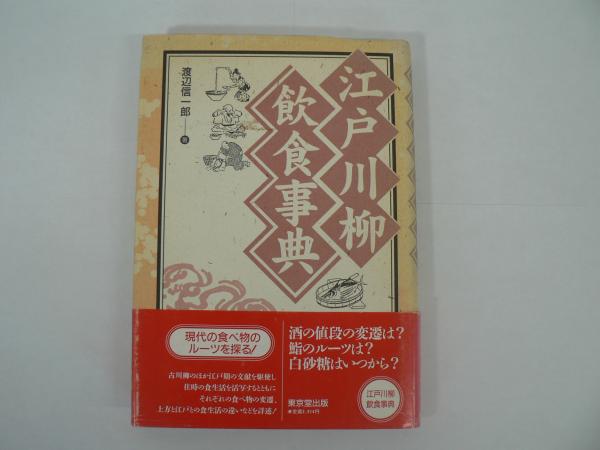 江戸川柳
飲食事典
渡辺信一郎──著
現代の食べ物の
ルーツを探る!
古川柳のほか江戸期の文献を駆使し
往時の食生活を活写するとともに
それぞれの食べ物の変遷、
上方と江戸との食生活の違いなどを詳述!
酒の値段の変遷は?
鮨のルーツは?
白砂糖はいつから?
東京堂出版
江戸川柳
飲食事典